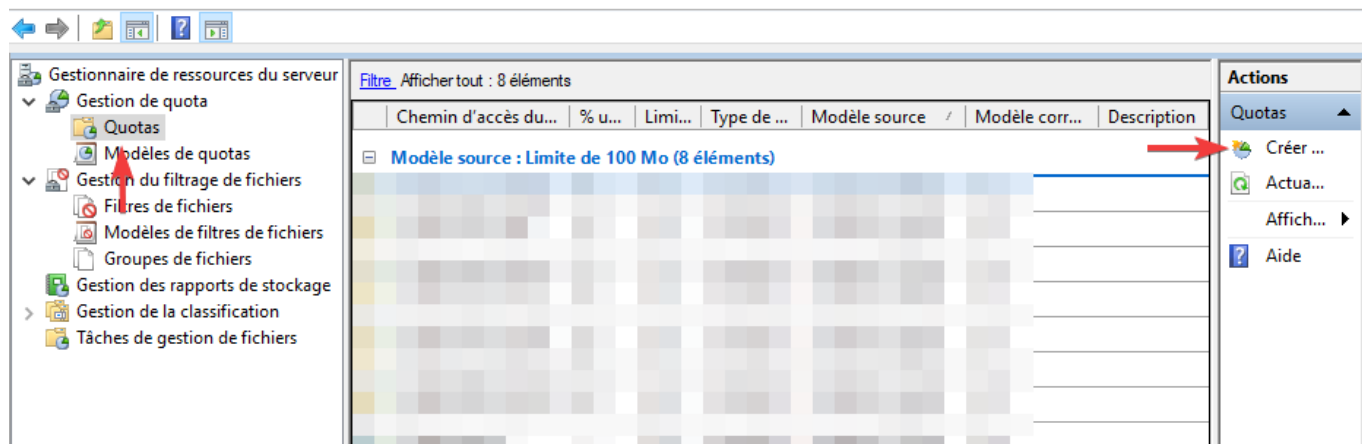 Gestionnaire de ressources du serveur
Gestion de quota
Quotas
Modèles de quotas
Gestion du filtrage de fichiers
Filtres de fichiers
Modèles de filtres de fichiers
Groupes de fichiers
Gestion des rapports de stockage
Gestion de la classification
Tâches de gestion de fichiers
Filtre Afficher tout : 8 éléments
Chemin d'accès du... % u... Limi... Type de ... Modèle source Modèle corr... Description
Modèle source : Limite de 100 Mo (8 éléments)
Actions
Quotas
Créer ...
Actua...
Affich...
Aide